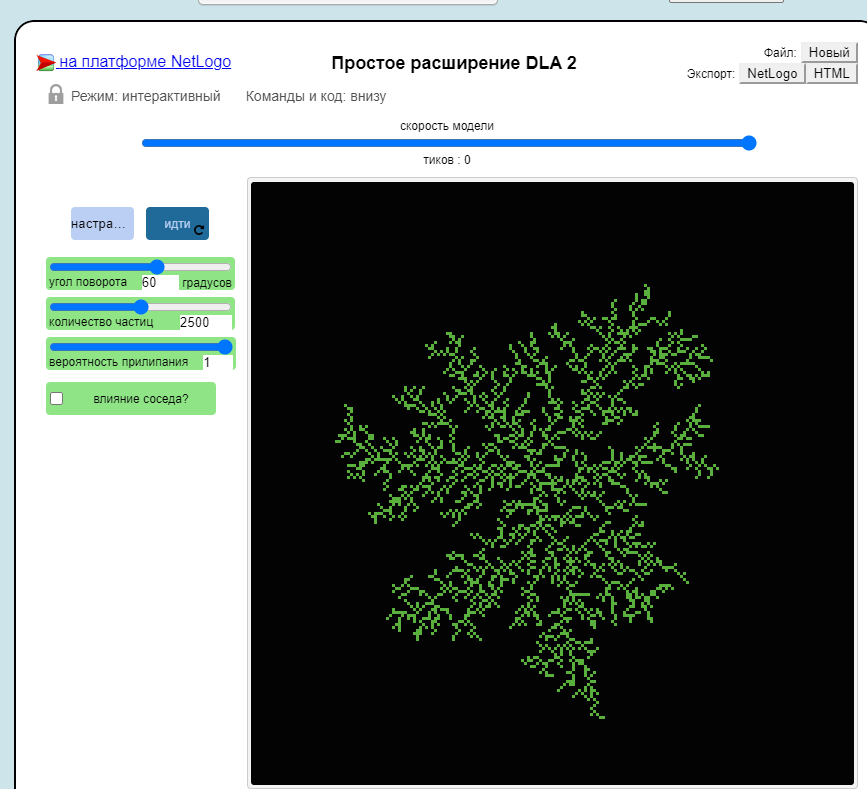 на платформе NetLogo
Простое расширение DLA 2
Файл: Новый
Экспорт: NetLogo HTML
Режим: интерактивный
Команды и код: внизу
скорость модели
тиков : 0
настра...
идти
угол поворота 60 градусов
количество частиц 2500
вероятность прилипания 1
влияние соседа?